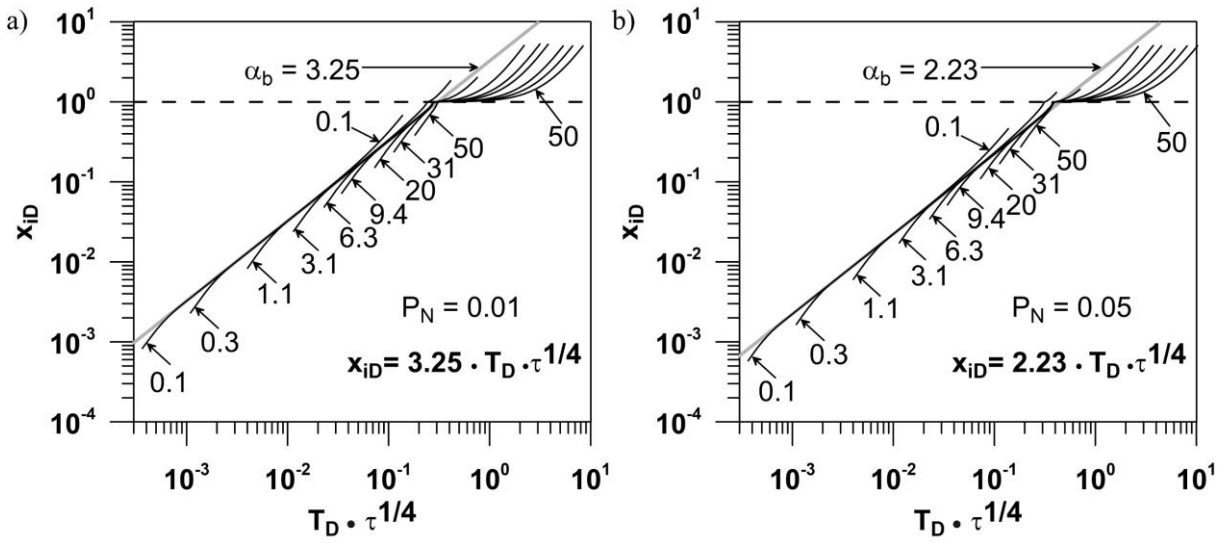 a)
10¹
10⁰
10⁻¹
10⁻²
10⁻³
10⁻⁴
x_iD
α_b = 3.25
0.1
50
50
31
20
9.4
6.3
3.1
1.1
0.3
0.1
P_N = 0.01
x_iD = 3.25 · T_D · τ^1/4
10⁻³ 10⁻² 10⁻¹ 10⁰ 10¹
T_D · τ^1/4
b)
10¹
10⁰
10⁻¹
10⁻²
10⁻³
10⁻⁴
x_iD
α_b = 2.23
0.1
50
50
31
20
9.4
6.3
3.1
1.1
0.3
0.1
P_N = 0.05
x_iD = 2.23 · T_D · τ^1/4
10⁻³ 10⁻² 10⁻¹ 10⁰ 10¹
T_D · τ^1/4